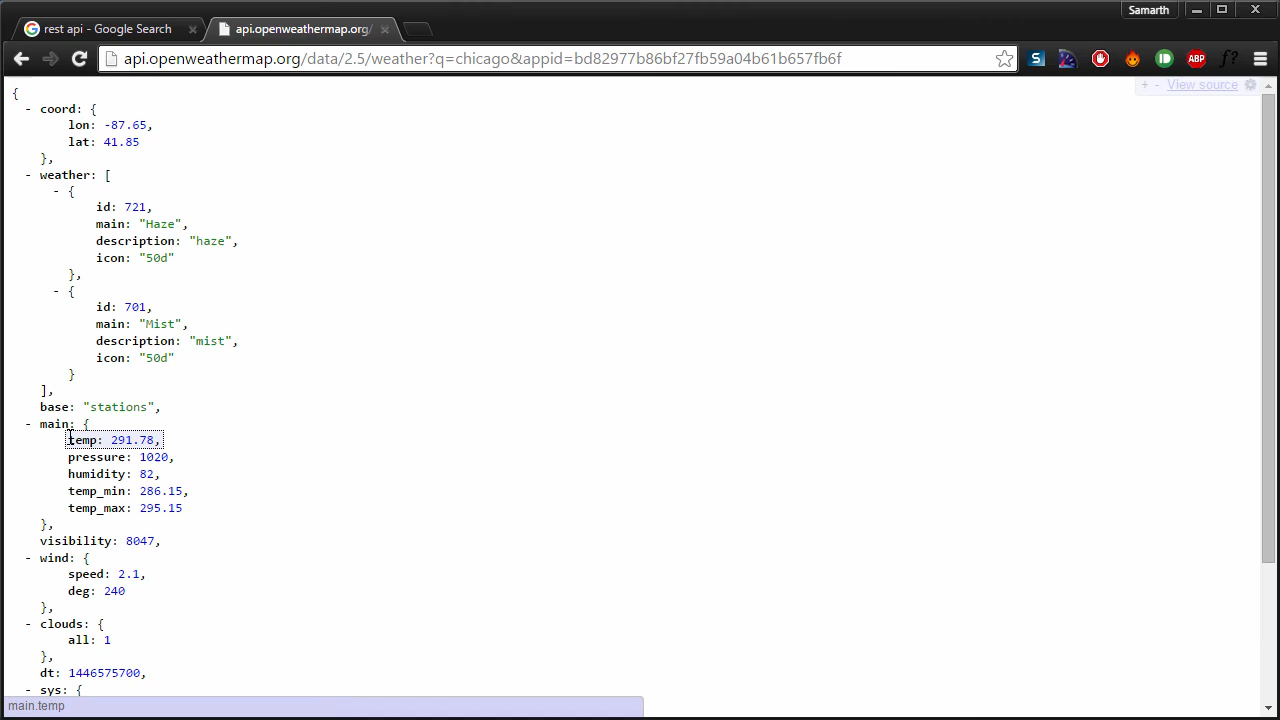 Samarth
rest api - Google Search
api.openweathermap.org/
api.openweathermap.org/data/2.5/weather?q=chicago&appid=bd82977b86bf27fb59a04b61b657fb6f
S
ABP
f?
+ - View source
{
- coord: {
lon: -87.65,
lat: 41.85
},
- weather: [
- {
id: 721,
main: "Haze",
description: "haze",
icon: "50d"
},
- {
id: 701,
main: "Mist",
description: "mist",
icon: "50d"
}
],
base: "stations",
- main: {
temp: 291.78,
pressure: 1020,
humidity: 82,
temp_min: 286.15,
temp_max: 295.15
},
visibility: 8047,
- wind: {
speed: 2.1,
deg: 240
},
- clouds: {
all: 1
},
dt: 1446575700,
- sys: {
main.temp